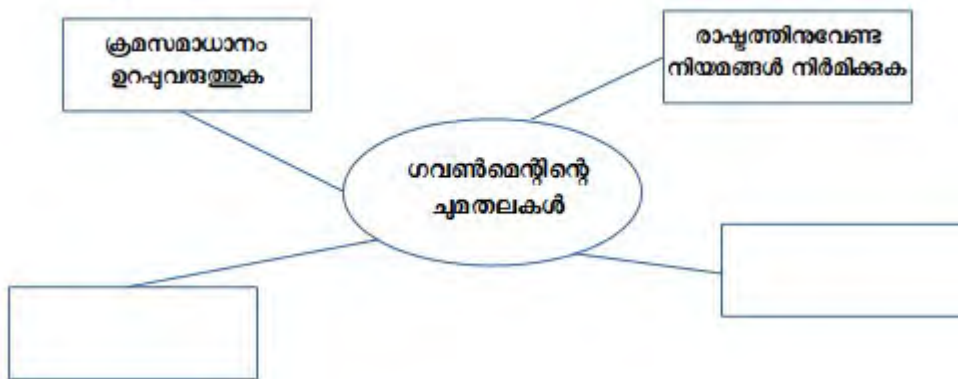 ക്രമസമാധാനം
ഉറപ്പുവരുത്തുക
രാഷ്ട്രത്തിനുവേണ്ട
നിയമങ്ങൾ നിർമിക്കുക
ഗവൺമെന്റിന്റെ
ചുമതലകൾ